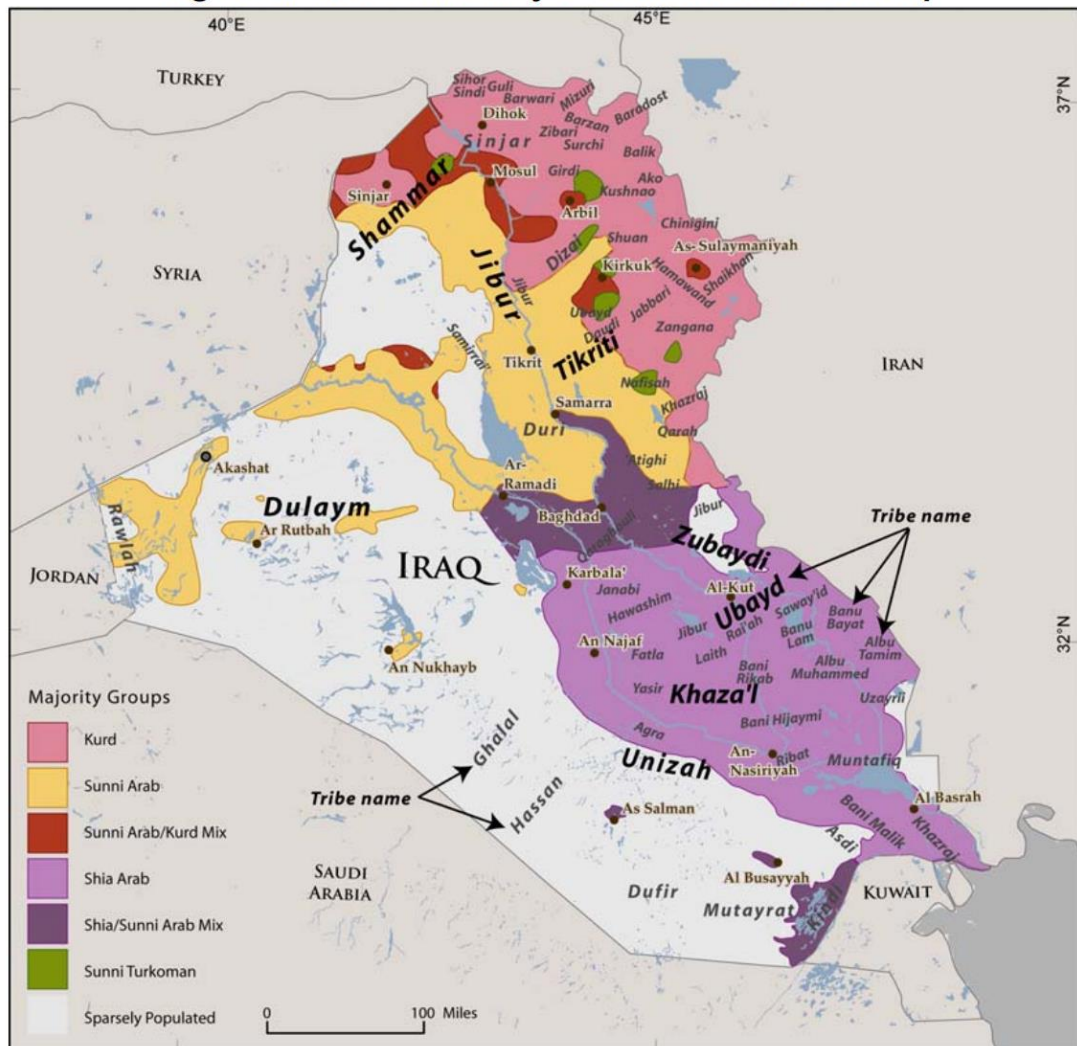 40°E
45°E
TURKEY
37°N
Sihor
Sindi
Guli
Barwari
Mizuri
Baradost
Dihok
Barzan
Zibari
Surchi
Sinjar
Balik
Mosul
Girdi
Ako
Kushnao
Sinjar
Shammar
Arbil
Chinigini
Shuan
As-Sulaymaniyah
Dizai
Jibur
Jibur
Kirkuk
Hamawand
Shaikhan
SYRIA
Ubayd
Jabbari
Daudi
Zangana
Samirrai'
Tikrit
Tikriti
IRAN
Nafisah
Samarra
Khazraj
Duri
Qarah
Akashat
Ar-
Ramadi
Atighi
Salhi
Rawlah
Dulaym
Ar Rutbah
Baghdad
Jibur
Tribe name
Zubaydi
JORDAN
IRAQ
Karbala'
Janabi
Al-Kut
Ubayd
Hawashim
Saway'id
Banu
Bayat
Jibur
Banu
Lam
An Najaf
Fatla
Laith
Albu
Tamim
32°N
An Nukhayb
Bani
Rikab
Albu
Muhammed
Yasir
Khaza'l
Uzayrli
Majority Groups
Kurd
Sunni Arab
Sunni Arab/Kurd Mix
Shia Arab
Shia/Sunni Arab Mix
Sunni Turkoman
Sparsely Populated
Ghalal
Agra
Bani Hijaymi
Unizah
An-
Nasiriyah
Ribat
Muntafiq
Tribe name
Hassan
As Salman
Al Basrah
Bani Malik
Khazraj
Asdi
SAUDI
ARABIA
Al Busayyah
KUWAIT
Dufir
Mutayrat
0
100 Miles